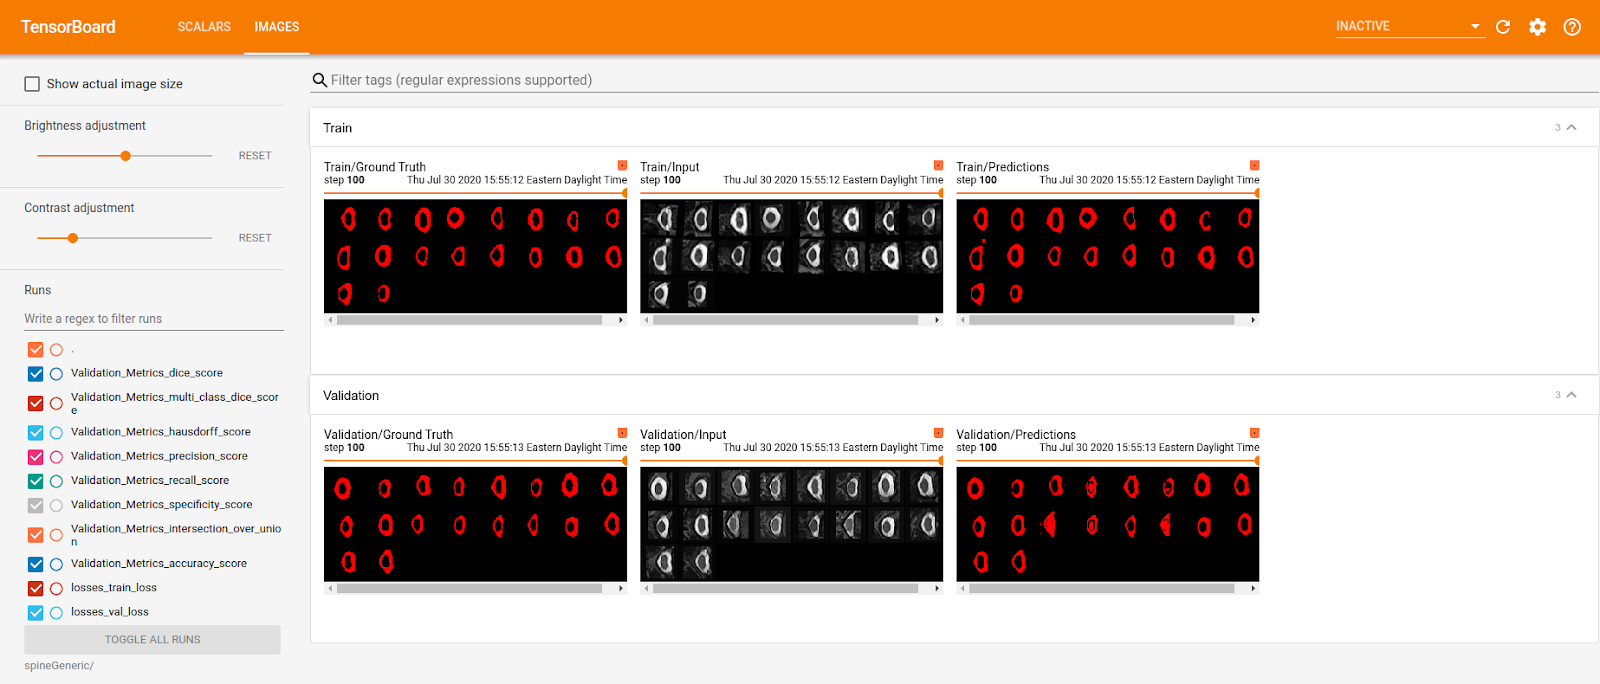 TensorBoard
SCALARS
IMAGES
INACTIVE
Show actual image size
Brightness adjustment
RESET
Contrast adjustment
RESET
Runs
Write a regex to filter runs
.
Validation_Metrics_dice_score
Validation_Metrics_multi_class_dice_scor
e
Validation_Metrics_hausdorff_score
Validation_Metrics_precision_score
Validation_Metrics_recall_score
Validation_Metrics_specificity_score
Validation_Metrics_intersection_over_unio
n
Validation_Metrics_accuracy_score
losses_train_loss
losses_val_loss
TOGGLE ALL RUNS
spineGeneric/
Filter tags (regular expressions supported)
Train
3
Train/Ground Truth
step 100 Thu Jul 30 2020 15:55:12 Eastern Daylight Time
Train/Input
step 100 Thu Jul 30 2020 15:55:12 Eastern Daylight Time
Train/Predictions
step 100 Thu Jul 30 2020 15:55:12 Eastern Daylight Time
Validation
3
Validation/Ground Truth
step 100 Thu Jul 30 2020 15:55:13 Eastern Daylight Time
Validation/Input
step 100 Thu Jul 30 2020 15:55:13 Eastern Daylight Time
Validation/Predictions
step 100 Thu Jul 30 2020 15:55:13 Eastern Daylight Time